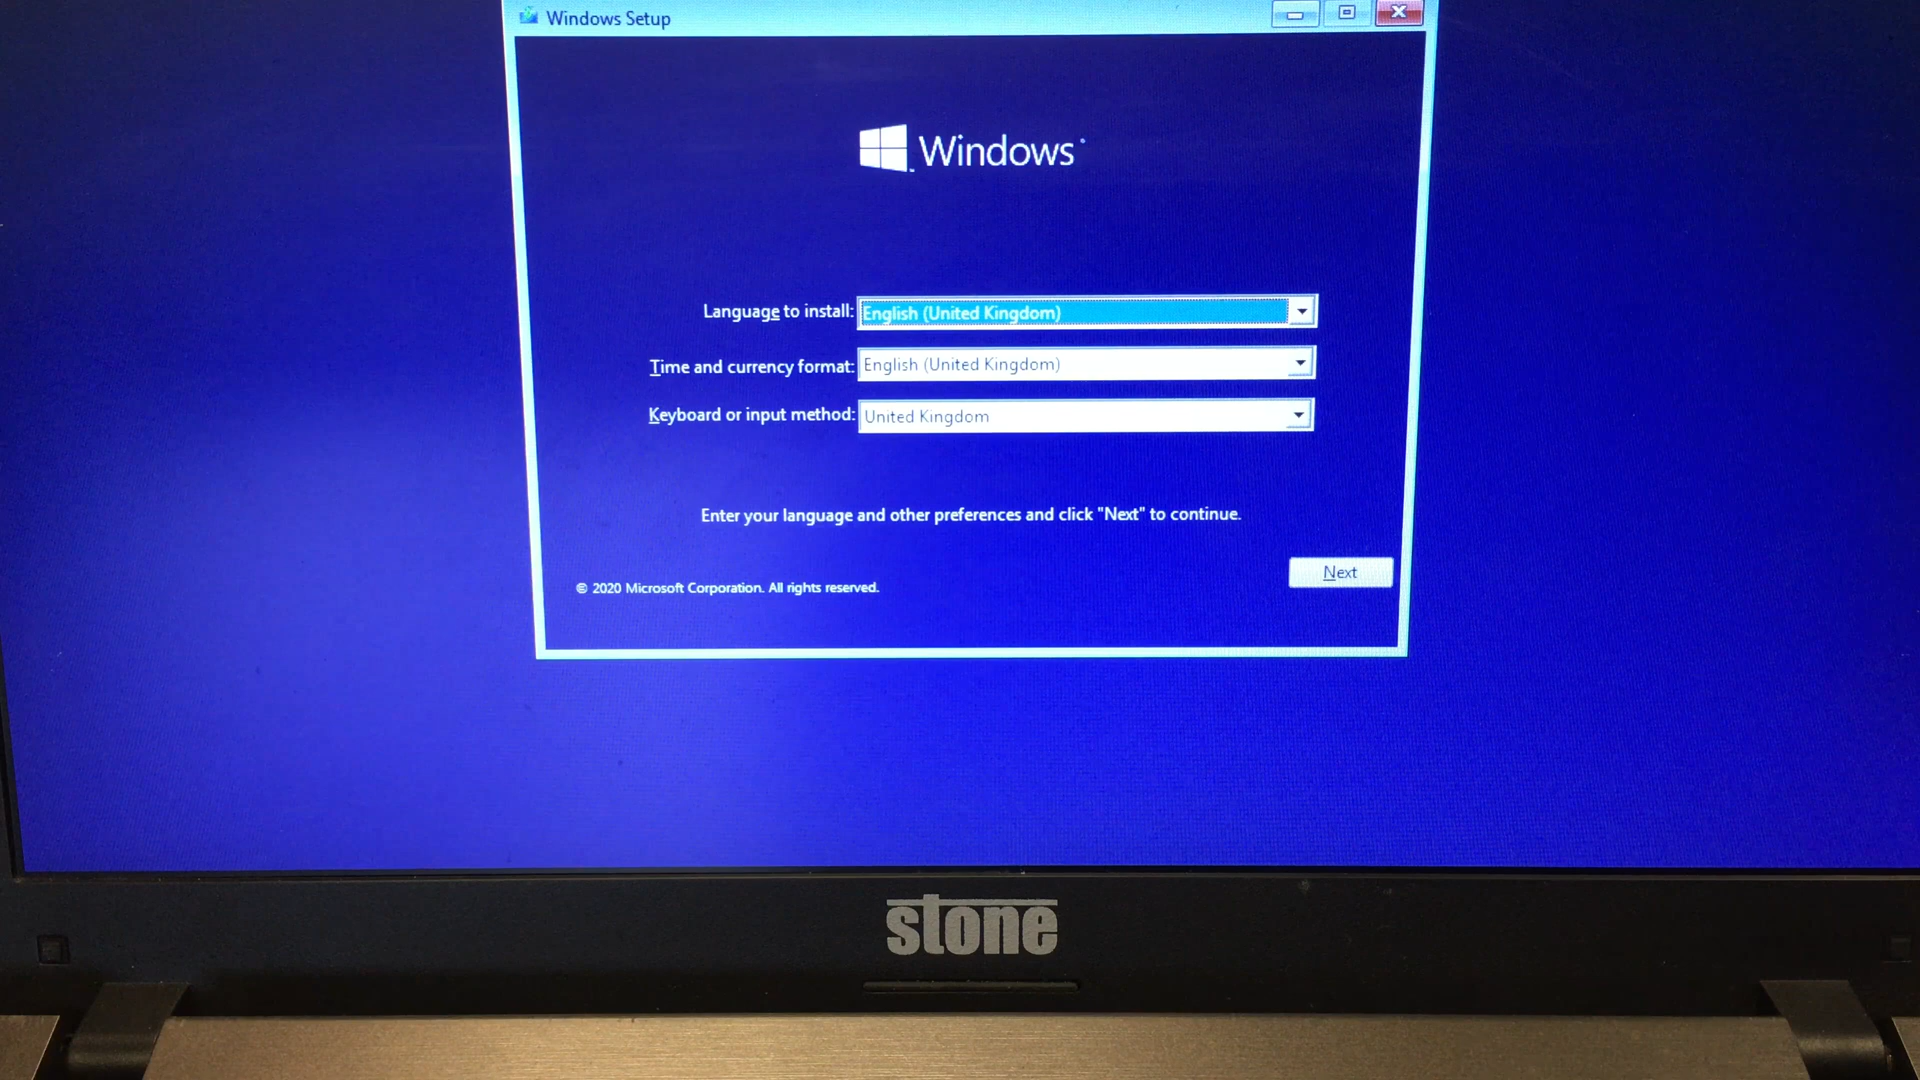 Windows Setup
Windows
Language to install: English (United Kingdom)
Time and currency format: English (United Kingdom)
Keyboard or input method: United Kingdom
Enter your language and other preferences and click "Next" to continue.
Next
© 2020 Microsoft Corporation. All rights reserved.
stone